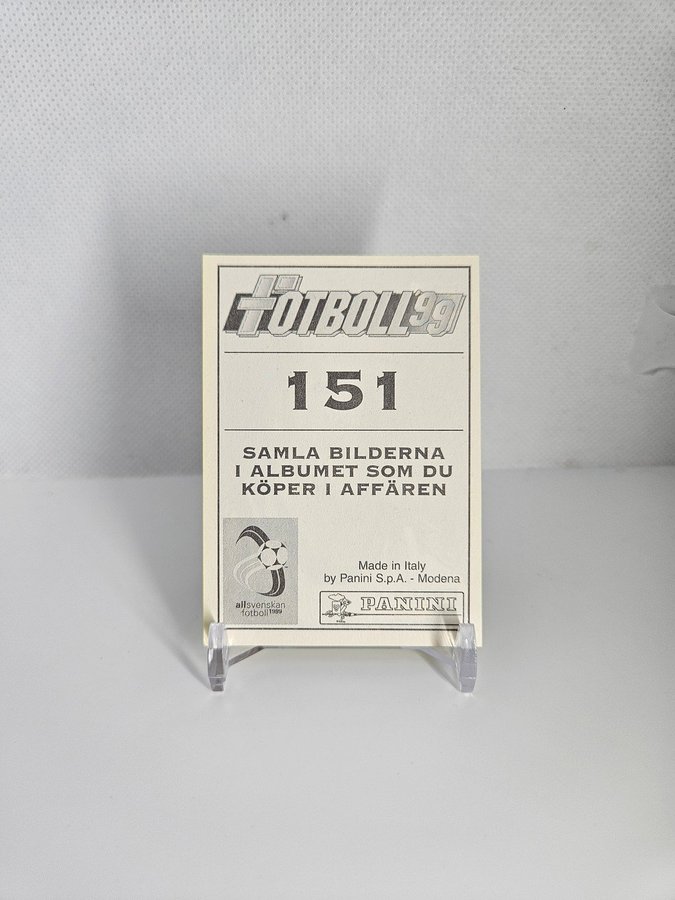 FOTBOLL'99
151
SAMLA BILDERNA
I ALBUMET SOM DU
KÖPER I AFFÄREN
allsvenskan
fotboll 1999
Made in Italy
by Panini S.p.A. - Modena
PANINI